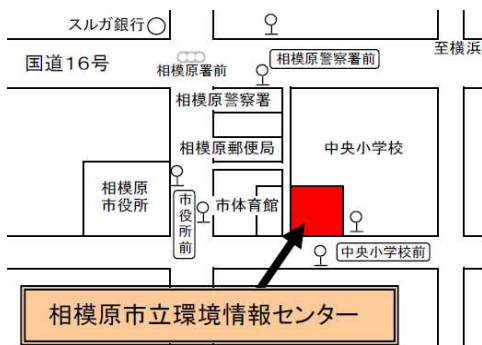 スルガ銀行
国道16号
相模原署前
相模原警察署前
至横浜
相模原警察署
相模原郵便局
中央小学校
相模原
市役所
市役所前
市体育館
中央小学校前
相模原市立環境情報センター